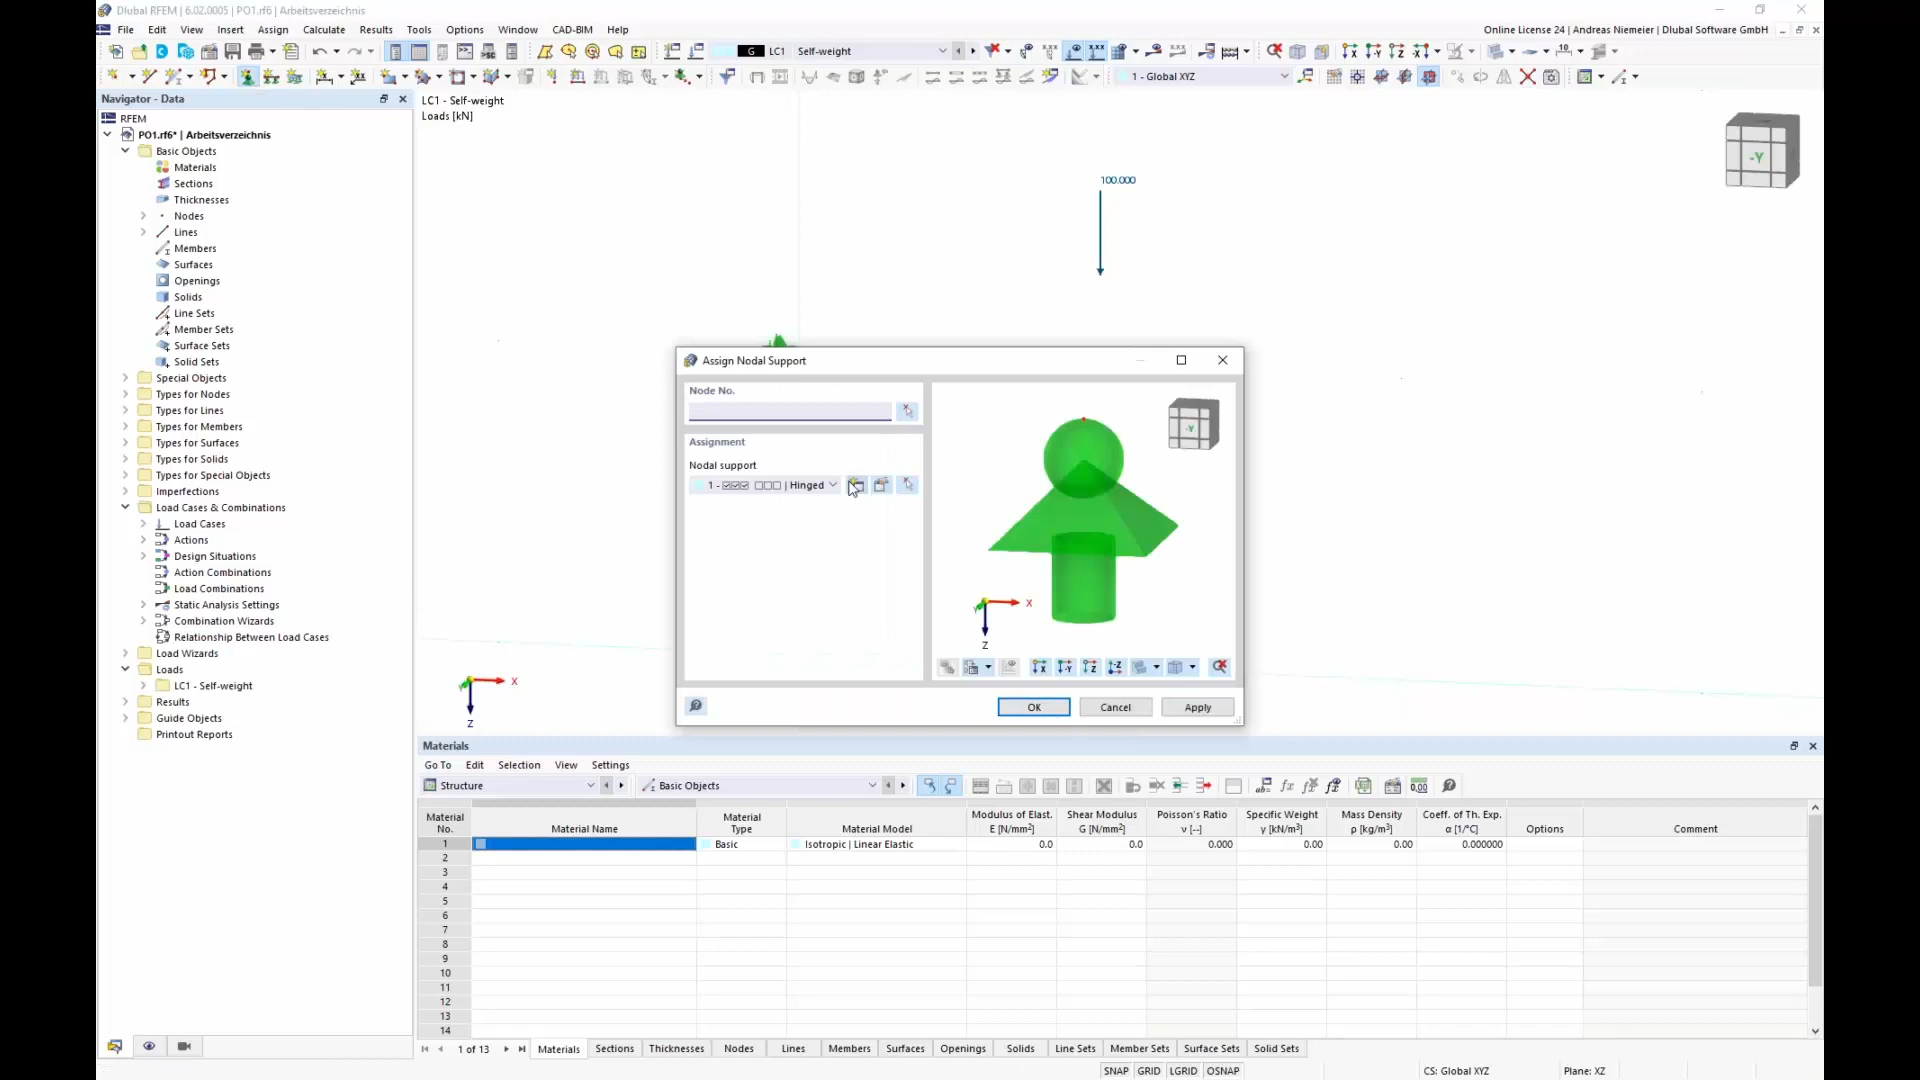 Dlubal RFEM | 6.02.0005 | PO1.rf6 | Arbeitsverzeichnis
File Edit View Insert Assign Calculate Results Tools Options Window CAD-BIM Help
Online License 24 | Andreas Niemeier | Dlubal Software GmbH
G LC1 Self-weight
1 - Global XYZ
Navigator - Data
RFEM
PO1.rf6* | Arbeitsverzeichnis
Basic Objects
Materials
Sections
Thicknesses
Nodes
Lines
Members
Surfaces
Openings
Solids
Line Sets
Member Sets
Surface Sets
Solid Sets
Special Objects
Types for Nodes
Types for Lines
Types for Members
Types for Surfaces
Types for Solids
Types for Special Objects
Imperfections
Load Cases & Combinations
Load Cases
Actions
Design Situations
Action Combinations
Load Combinations
Static Analysis Settings
Combination Wizards
Relationship Between Load Cases
Load Wizards
Loads
LC1 - Self-weight
Results
Guide Objects
Printout Reports
LC1 - Self-weight
Loads [kN]
100.000
-Y
X
Z
Assign Nodal Support
Node No.
Assignment
Nodal support
1 - | Hinged
-Y
X
Z
OK Cancel Apply
Materials
Go To Edit Selection View Settings
Structure Basic Objects
Material No. Material Name Material Type Material Model Modulus of Elast. E [N/mm²] Shear Modulus G [N/mm²] Poisson's Ratio ν [--] Specific Weight γ [kN/m³] Mass Density ρ [kg/m³] Coeff. of Th. Exp. α [1/°C] Options Comment
1 Basic Isotropic | Linear Elastic 0.0 0.0 0.000 0.00 0.00 0.000000
2
3
4
5
6
7
8
9
10
11
12
13
14
1 of 13 Materials Sections Thicknesses Nodes Lines Members Surfaces Openings Solids Line Sets Member Sets Surface Sets Solid Sets
SNAP GRID LGRID OSNAP CS: Global XYZ Plane: XZ